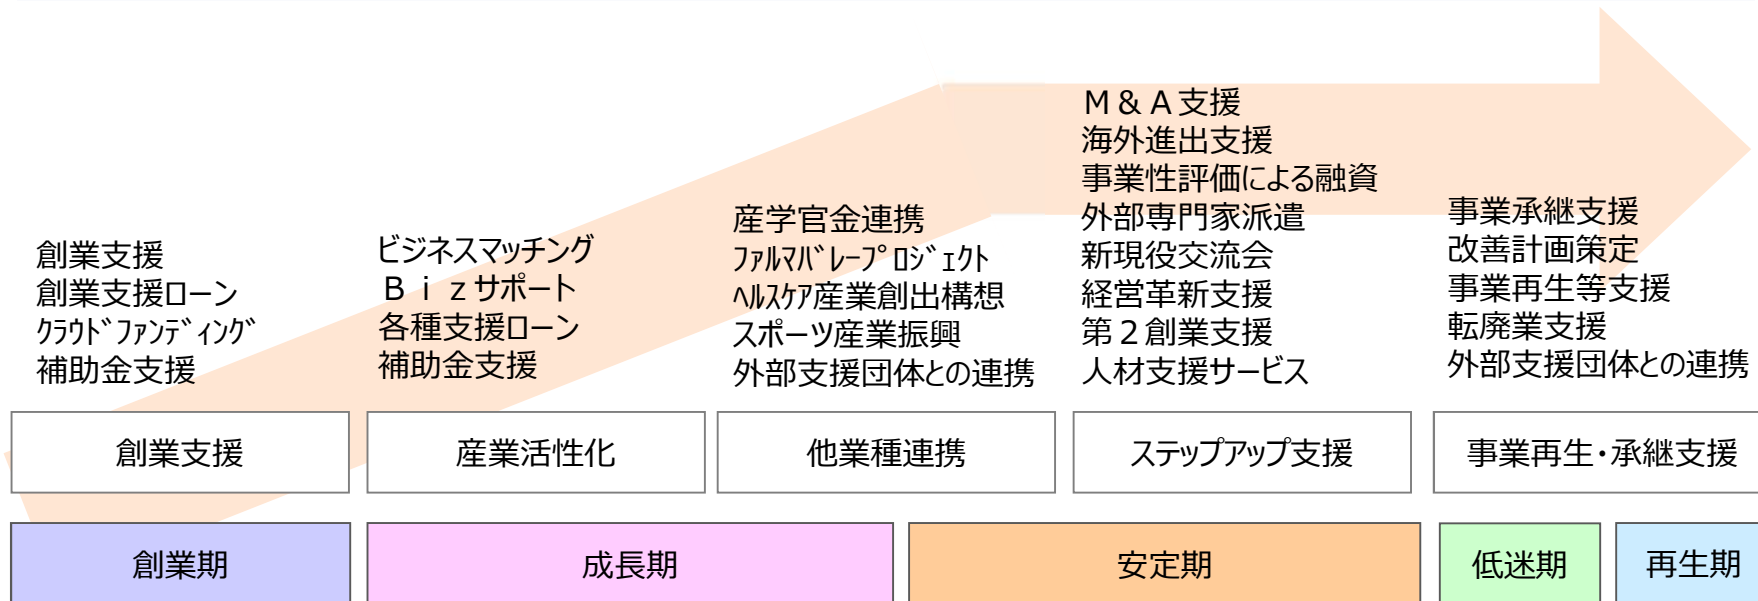 創業支援
創業支援ローン
ｸﾗｳﾄﾞﾌｧﾝﾃﾞｨﾝｸﾞ
補助金支援
ビジネスマッチング
Ｂｉｚサポート
各種支援ローン
補助金支援
産学官金連携
ﾌｧﾙﾏﾊﾞﾚｰﾌﾟﾛｼﾞｪｸﾄ
ﾍﾙｽｹｱ産業創出構想
スポーツ産業振興
外部支援団体との連携
Ｍ＆Ａ支援
海外進出支援
事業性評価による融資
外部専門家派遣
新現役交流会
経営革新支援
第２創業支援
人材支援サービス
事業承継支援
改善計画策定
事業再生等支援
転廃業支援
外部支援団体との連携
創業支援
産業活性化
他業種連携
ステップアップ支援
事業再生・承継支援
創業期
成長期
安定期
低迷期
再生期